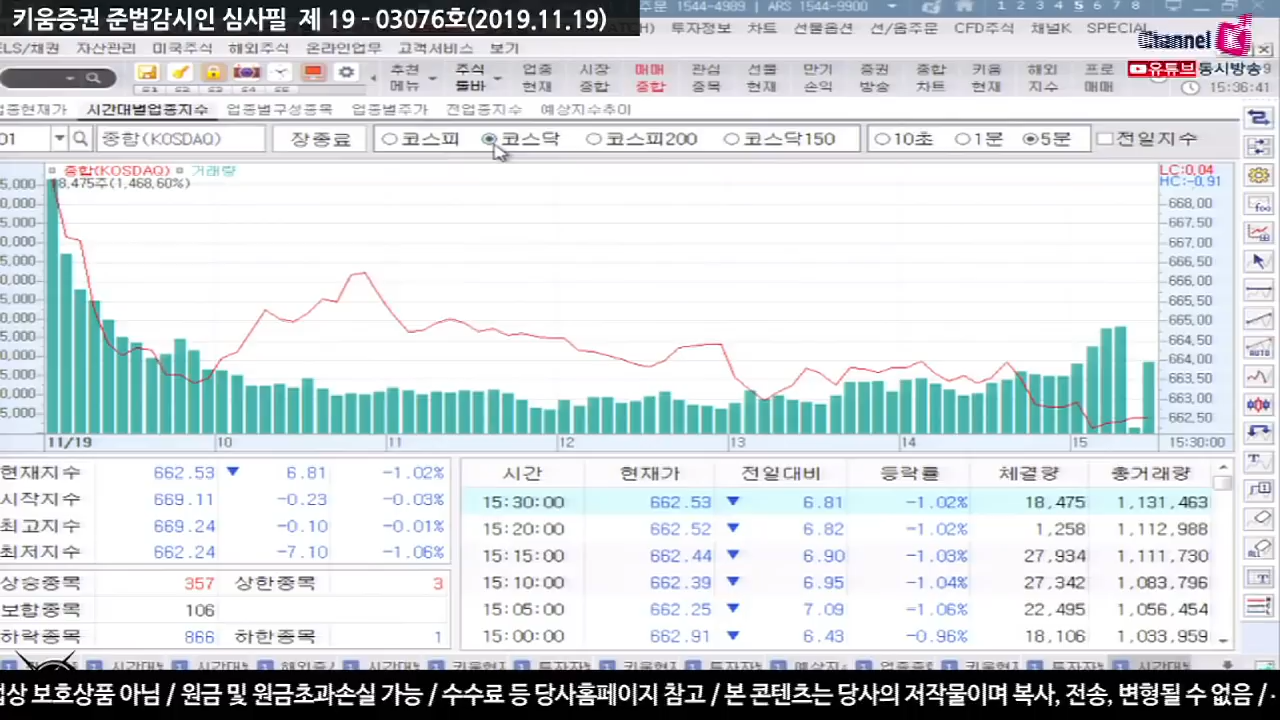 키움증권 준법감시인 심사필 제 19 - 03076호(2019.11.19)
주문 1544-4989 | ARS 1544-9900
1 2 3 4 5 6 7 8
투자정보 차트 선물옵션 선/옵주문 CFD주식 채널K SPECIAL
Channel K
ELS/채권 자산관리 미국주식 해외주식 온라인업무 고객서비스 보기
추천메뉴 주식툴바 업종현재 시장종합 매매종합 관심종목 선물현재 만기손익 증권방송 종합차트 키움현재 해외지수 프로매매
유튜브 동시방송
15:36:41
업종현재가 시간대별업종지수 업종별구성종목 업종별주가 전업종지수 예상지수추이
01 종합(KOSDAQ) 장종료 코스피 코스닥 코스피200 코스닥150 10초 1분 5분 전일지수
종합(KOSDAQ) 거래량
18,475주(1,468,60%)
LC:0.04
HC:-0.91
668.00
667.50
667.00
666.50
666.00
665.50
665.00
664.50
664.00
663.50
663.00
662.50
11/19 10 11 12 13 14 15 15:30:00
현재지수 662.53 ▼ 6.81 -1.02%
시작지수 669.11 -0.23 -0.03%
최고지수 669.24 -0.10 -0.01%
최저지수 662.24 -7.10 -1.06%
상승종목 357 상한종목 3
보합종목 106
하락종목 866 하한종목 1
시간 현재가 전일대비 등락률 체결량 총거래량
15:30:00 662.53 ▼ 6.81 -1.02% 18,475 1,131,463
15:20:00 662.52 ▼ 6.82 -1.02% 1,258 1,112,988
15:15:00 662.44 ▼ 6.90 -1.03% 27,934 1,111,730
15:10:00 662.39 ▼ 6.95 -1.04% 27,342 1,083,796
15:05:00 662.25 ▼ 7.09 -1.06% 22,495 1,056,454
15:00:00 662.91 ▼ 6.43 -0.96% 18,106 1,033,959
법상 보호상품 아님 / 원금 및 원금초과손실 가능 / 수수료 등 당사홈페이지 참고 / 본 콘텐츠는 당사의 저작물이며 복사, 전송, 변형될 수 없음 /